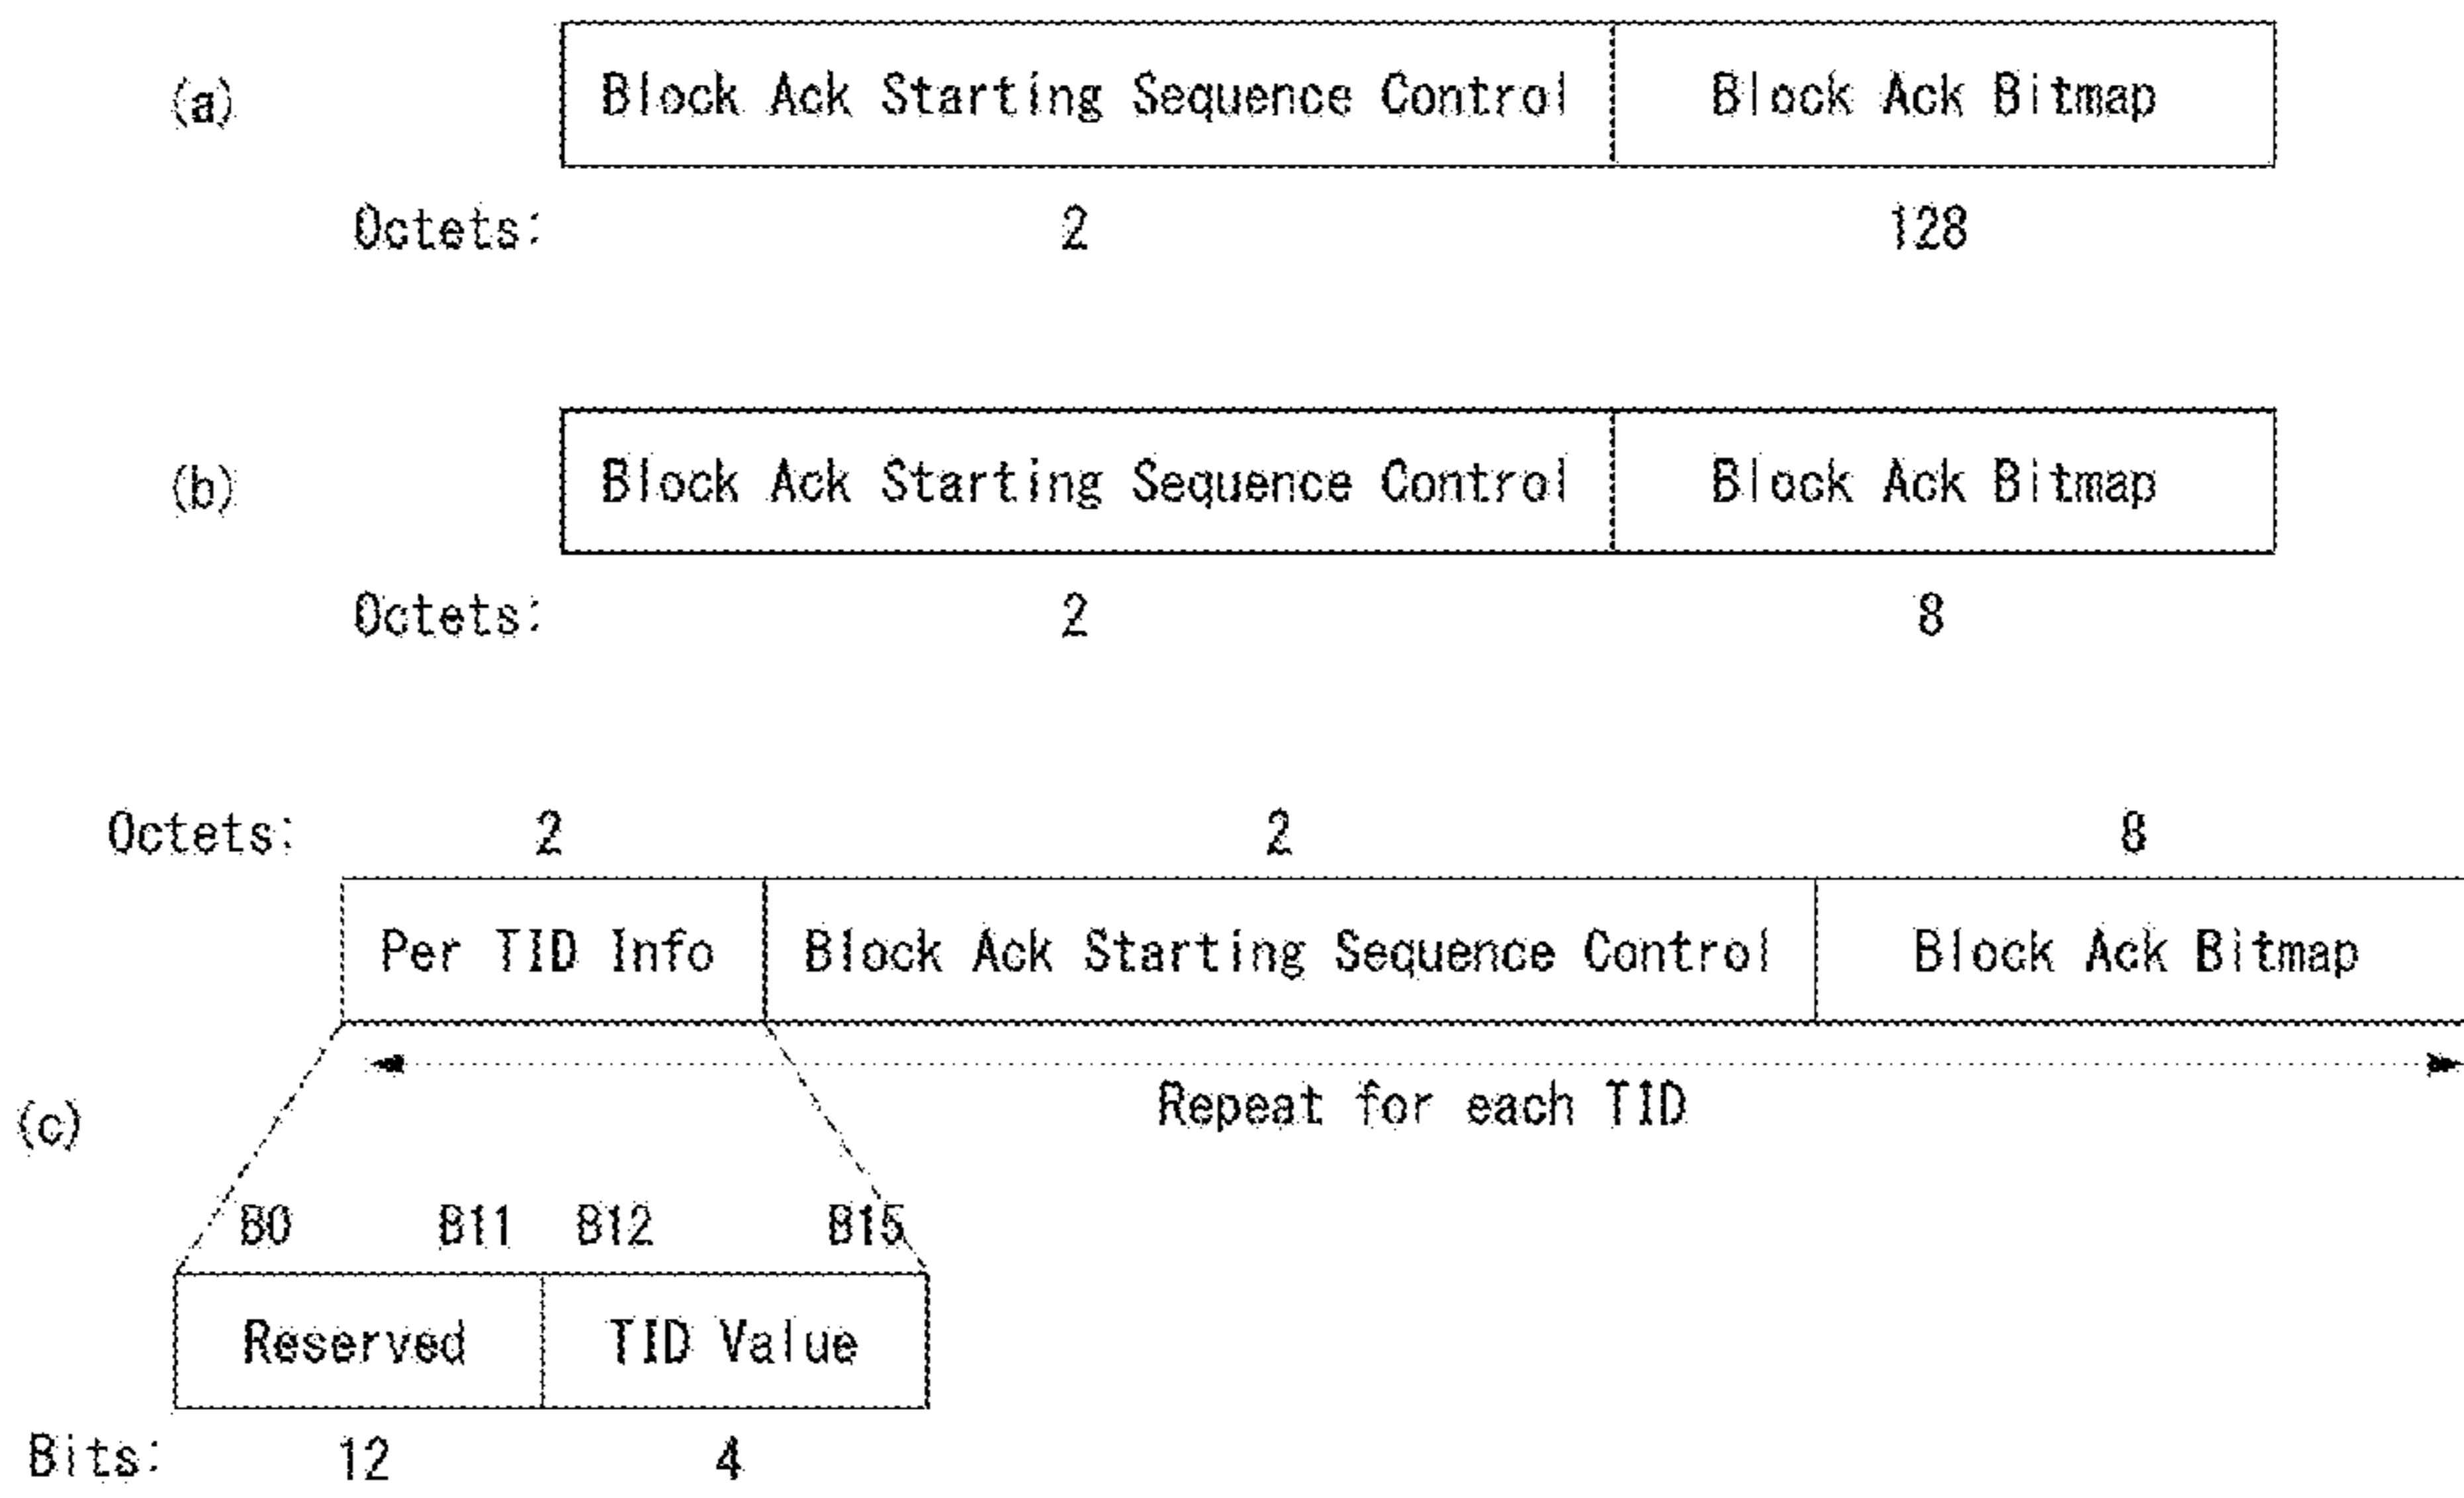 (a) Block Ack Starting Sequence Control Block Ack Bitmap
Octets: 2 128
(b) Block Ack Starting Sequence Control Block Ack Bitmap
Octets: 2 8
Octets: 2 2 8
Per TID Info Block Ack Starting Sequence Control Block Ack Bitmap
Repeat for each TID
(c)
B0 B11 B12 B15
Reserved TID Value
Bits: 12 4